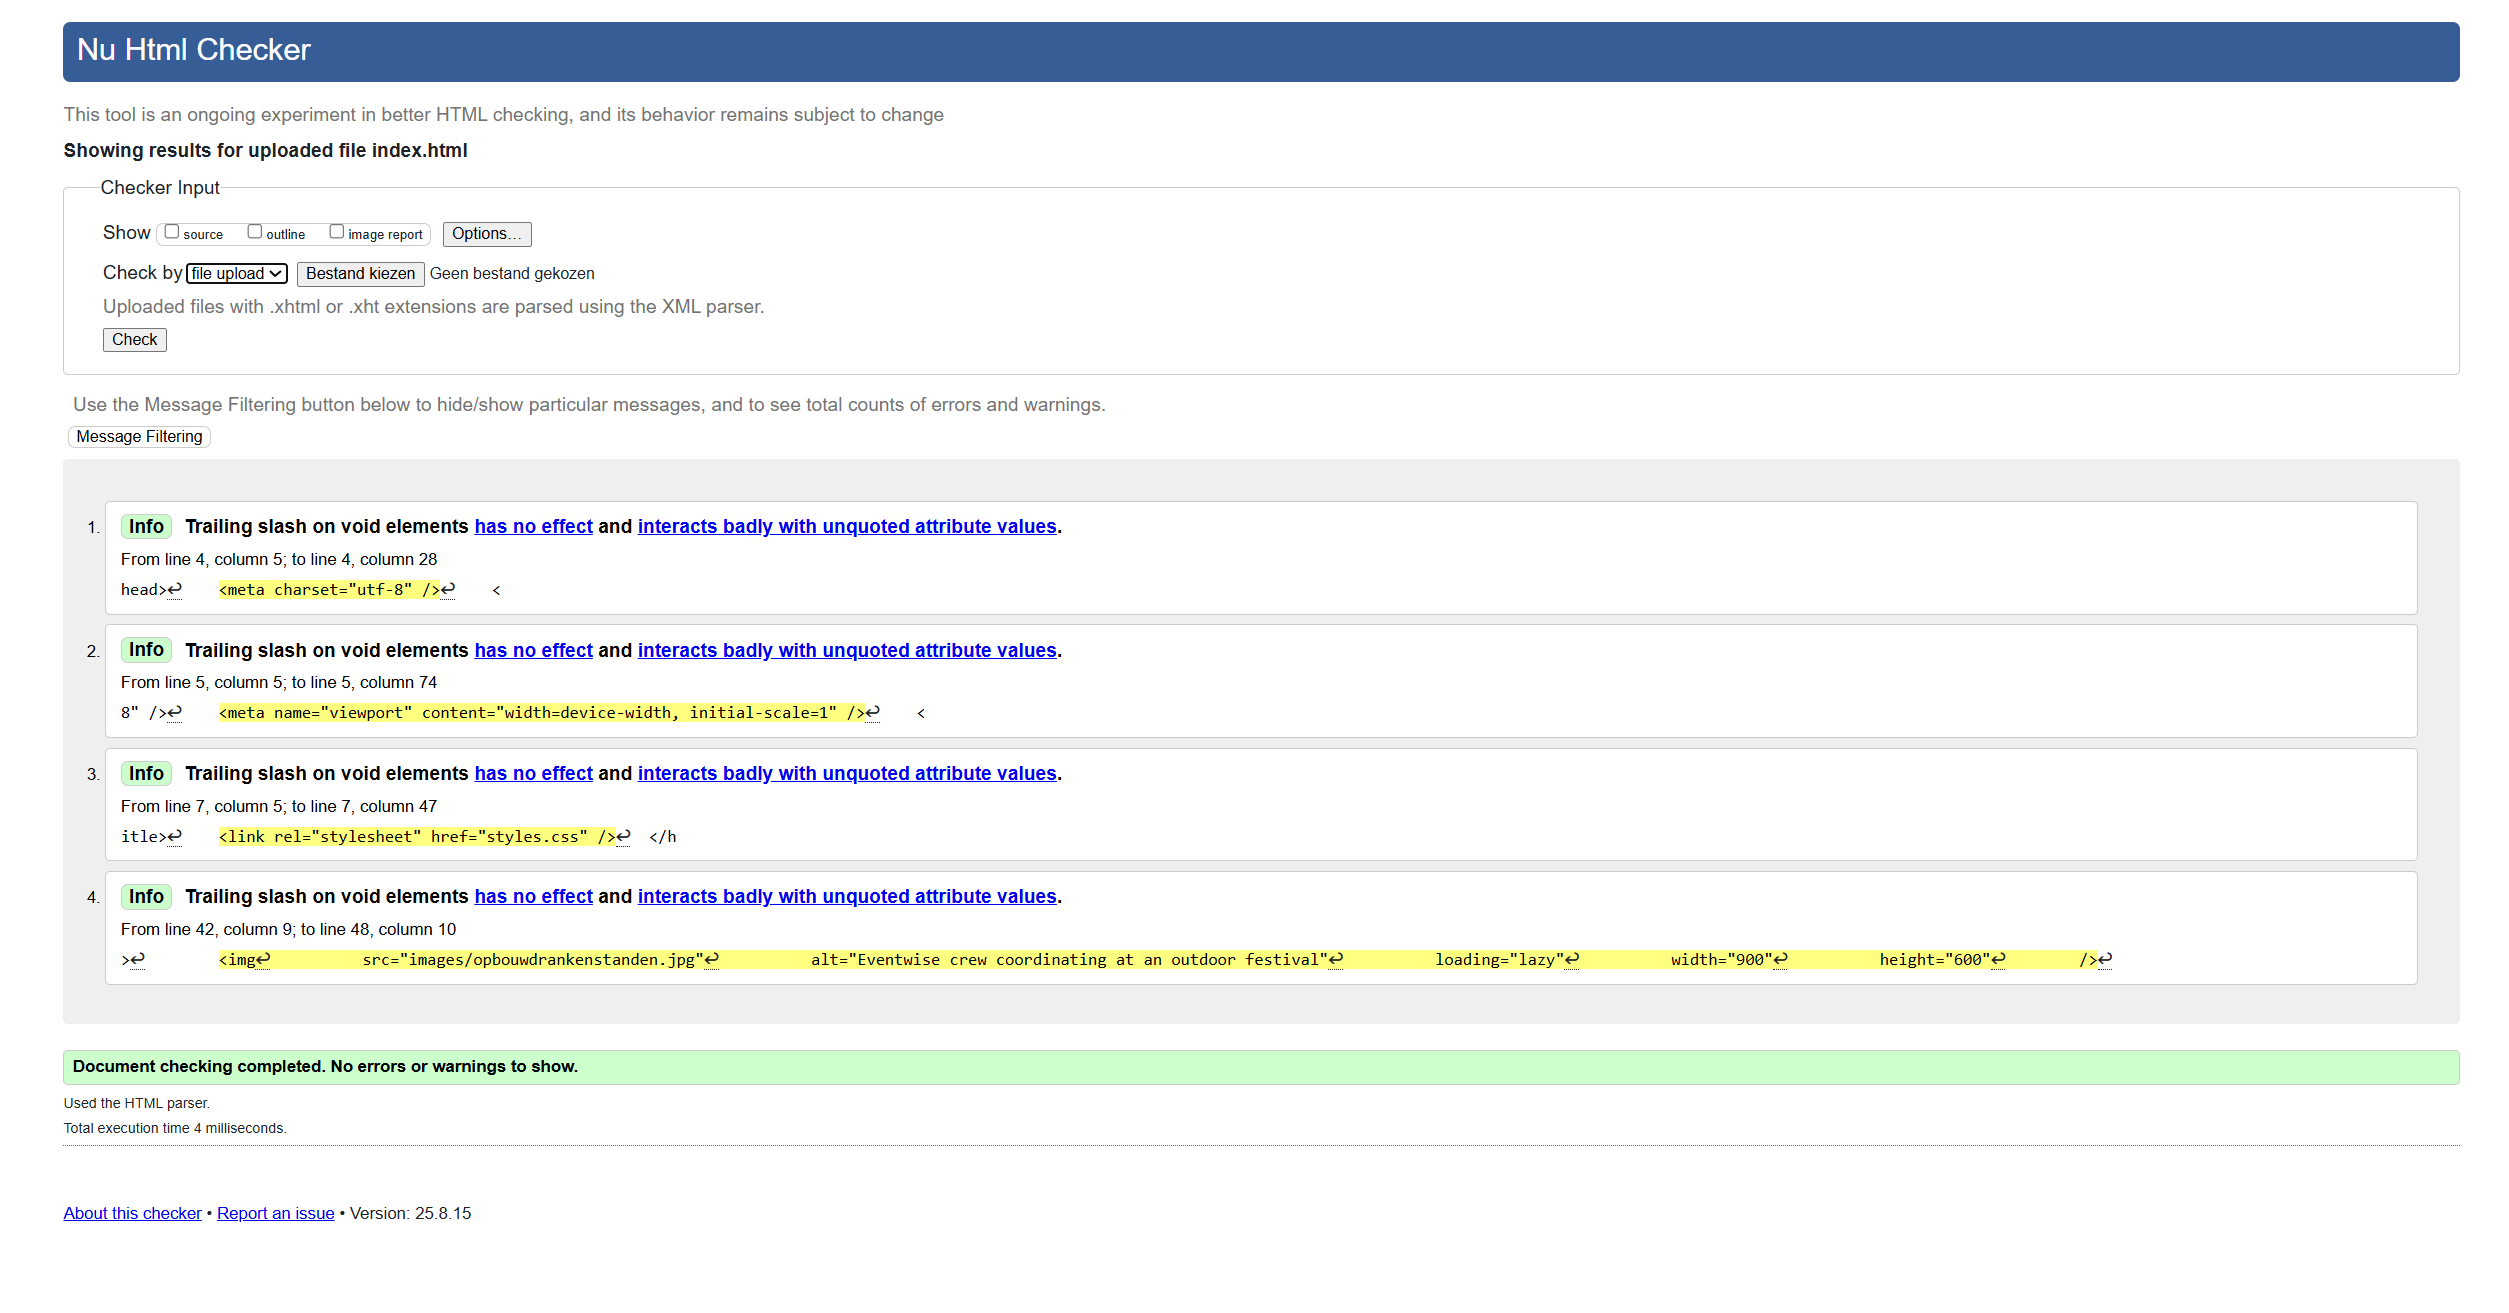 Nu Html Checker
This tool is an ongoing experiment in better HTML checking, and its behavior remains subject to change
Showing results for uploaded file index.html
Checker Input
Show source outline image report Options...
Check by file upload Bestand kiezen Geen bestand gekozen
Uploaded files with .xhtml or .xht extensions are parsed using the XML parser.
Check
Use the Message Filtering button below to hide/show particular messages, and to see total counts of errors and warnings.
Message Filtering
1. Info Trailing slash on void elements has no effect and interacts badly with unquoted attribute values.
From line 4, column 5; to line 4, column 28
head>↩ <meta charset="utf-8" />↩ <
2. Info Trailing slash on void elements has no effect and interacts badly with unquoted attribute values.
From line 5, column 5; to line 5, column 74
8" />↩ <meta name="viewport" content="width=device-width, initial-scale=1" />↩ <
3. Info Trailing slash on void elements has no effect and interacts badly with unquoted attribute values.
From line 7, column 5; to line 7, column 47
itle>↩ <link rel="stylesheet" href="styles.css" />↩ </h
4. Info Trailing slash on void elements has no effect and interacts badly with unquoted attribute values.
From line 42, column 9; to line 48, column 10
>↩ <img↩ src="images/opbouwdrankenstanden.jpg"↩ alt="Eventwise crew coordinating at an outdoor festival"↩ loading="lazy"↩ width="900"↩ height="600"↩ />↩
Document checking completed. No errors or warnings to show.
Used the HTML parser.
Total execution time 4 milliseconds.
About this checker • Report an issue • Version: 25.8.15